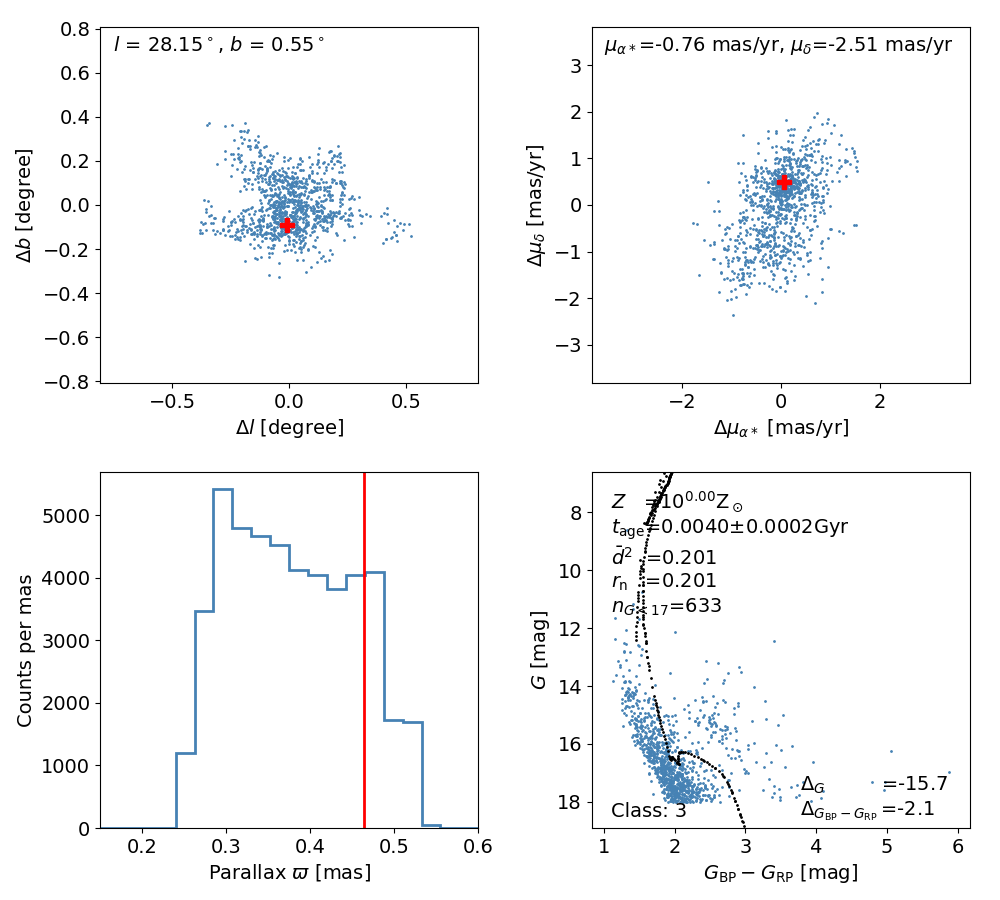 l = 28.15°, b = 0.55°
0.8
0.6
0.4
0.2
0.0
−0.2
−0.4
−0.6
−0.8
Δb [degree]
−0.5 0.0 0.5
Δl [degree]
μα*=-0.76 mas/yr, μδ=-2.51 mas/yr
3
2
1
0
−1
−2
−3
Δμδ [mas/yr]
−2 0 2
Δμα* [mas/yr]
5000
4000
3000
2000
1000
0
Counts per mas
0.2 0.3 0.4 0.5 0.6
Parallax ϖ [mas]
Z =10^0.00 Z⊙
t_age=0.0040±0.0002Gyr
d̄² =0.201
r_n =0.201
n_G<17=633
Δ_G =-15.7
Δ_G_BP−G_RP =-2.1
Class: 3
8
10
12
14
16
18
G [mag]
1 2 3 4 5 6
G_BP − G_RP [mag]